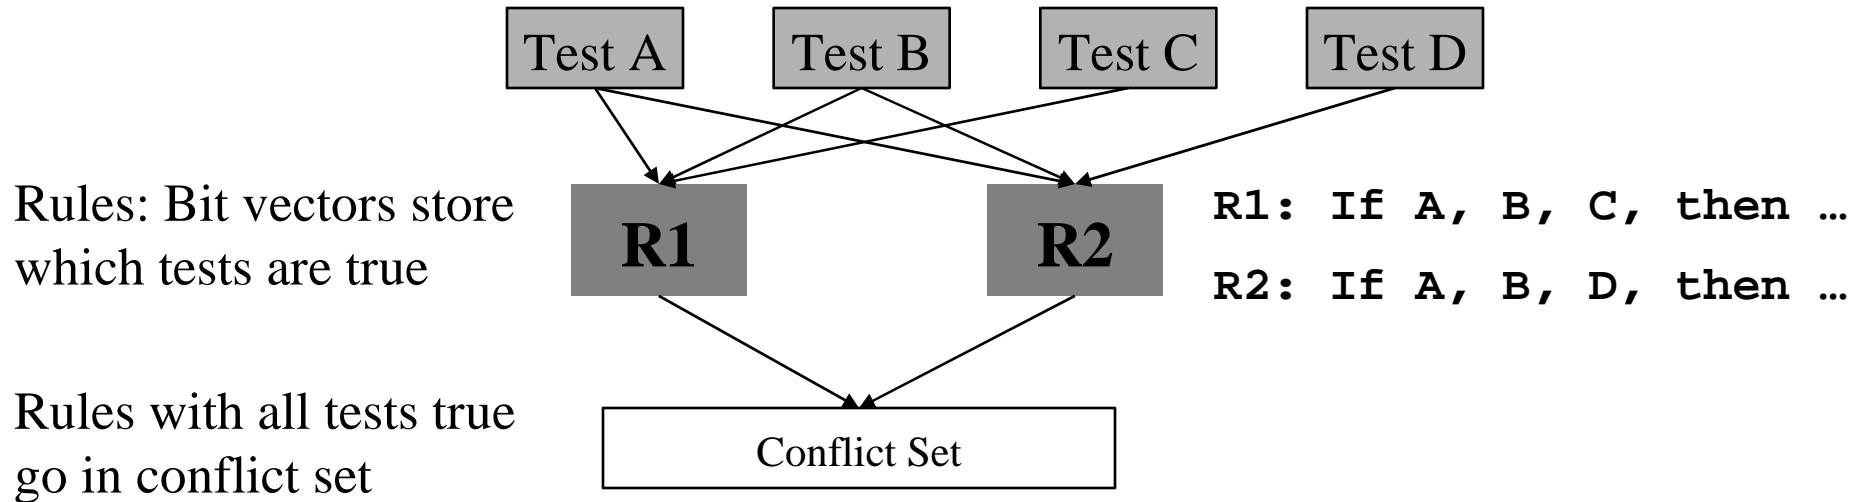 Test A
Test B
Test C
Test D
Rules: Bit vectors store
which tests are true
R1
R2
R1: If A, B, C, then …
R2: If A, B, D, then …
Rules with all tests true
go in conflict set
Conflict Set